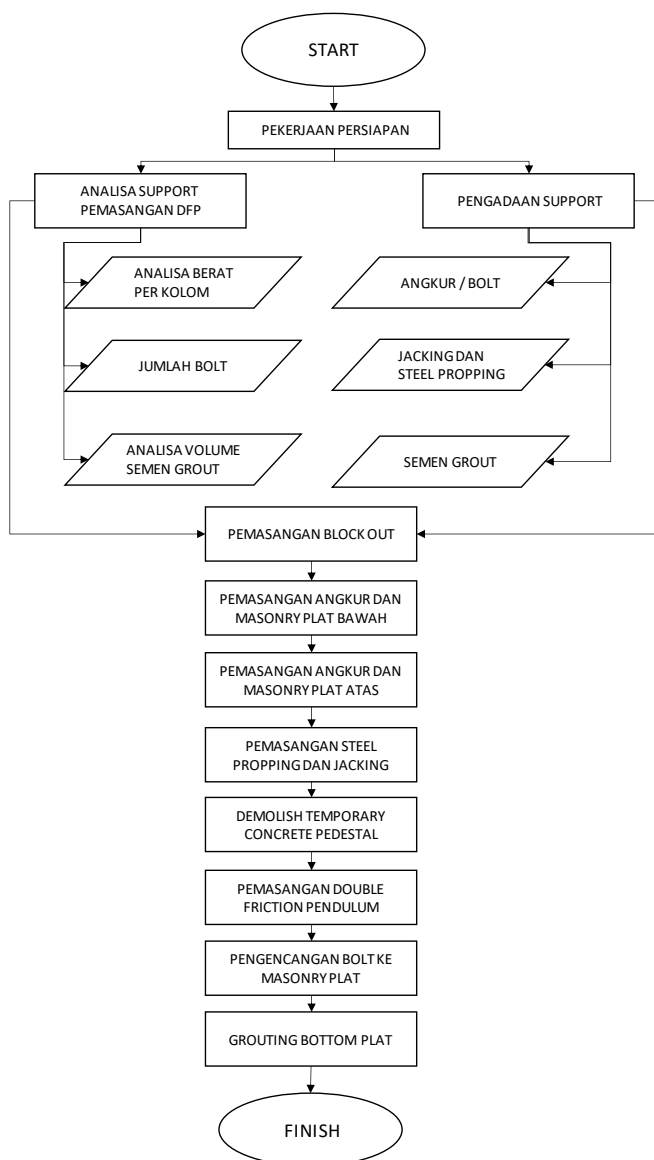 START
PEKERJAAN PERSIAPAN
ANALISA SUPPORT
PEMASANGAN DFP
PENGADAAN SUPPORT
ANALISA BERAT
PER KOLOM
ANGKUR / BOLT
JUMLAH BOLT
JACKING DAN
STEEL PROPPING
ANALISA VOLUME
SEMEN GROUT
SEMEN GROUT
PEMASANGAN BLOCK OUT
PEMASANGAN ANGKUR DAN
MASONRY PLAT BAWAH
PEMASANGAN ANGKUR DAN
MASONRY PLAT ATAS
PEMASANGAN STEEL
PROPPING DAN JACKING
DEMOLISH TEMPORARY
CONCRETE PEDESTAL
PEMASANGAN DOUBLE
FRICTION PENDULUM
PENGENCANGAN BOLT KE
MASONRY PLAT
GROUTING BOTTOM PLAT
FINISH